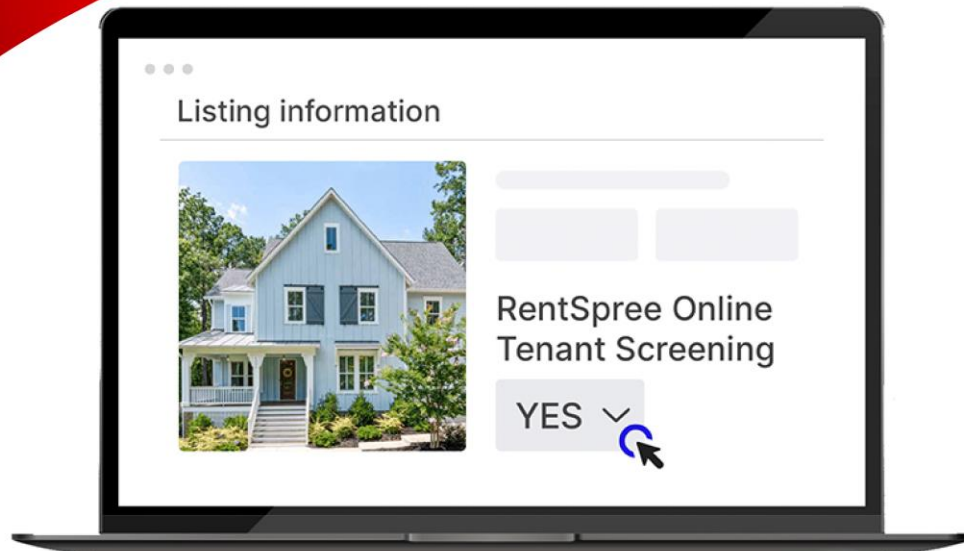 Listing information
RentSpree Online
Tenant Screening
YES